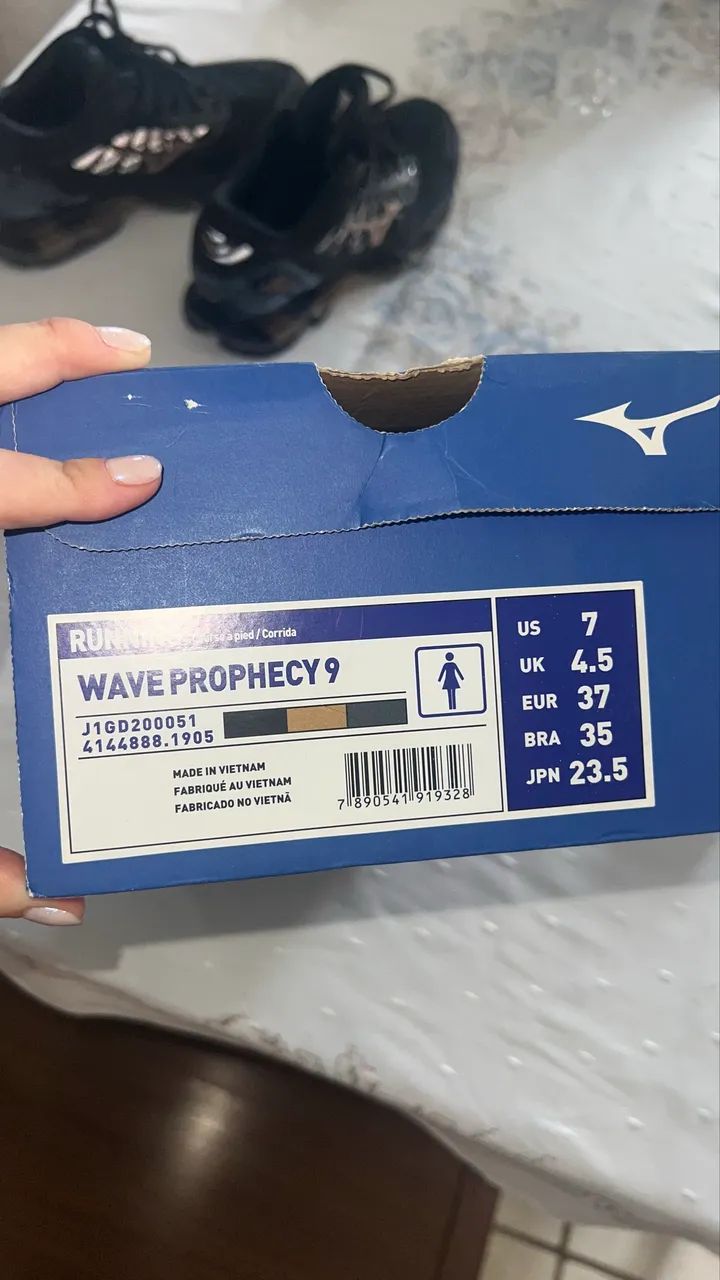 a pied / Corrida
WAVE PROPHECY 9
J1GD200051
4144888.1905
MADE IN VIETNAM
FABRIQUÉ AU VIETNAM
FABRICADO NO VIETNÃ
7 890541 919328
US 7
UK 4.5
EUR 37
BRA 35
JPN 23.5